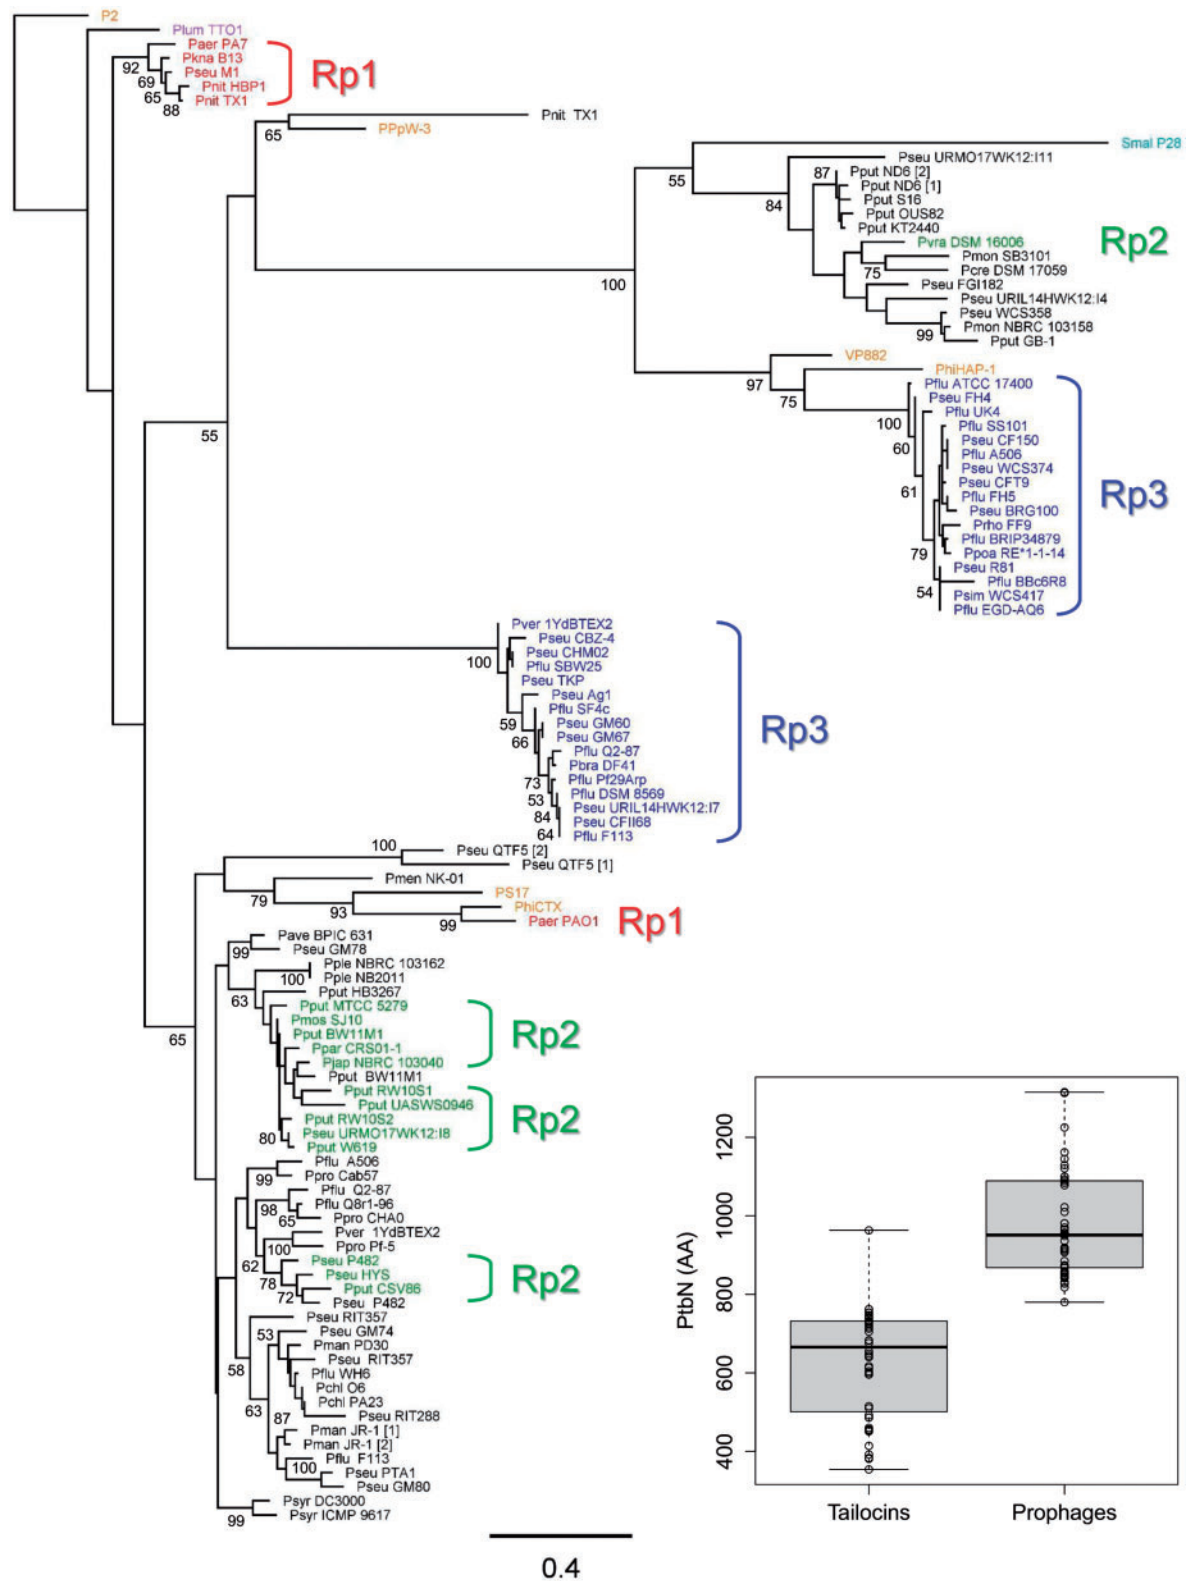 P2
Plum TTO1
Paer PA7
Pkna B13
92
Pseu M1
69
Rp1
Pnit HBP1
65
Pnit TX1
88
Pnit TX1
PPpW-3
65
Smal P28
Pseu URMO17WK12:I11
Pput ND6 [2]
87
55
Pput ND6 [1]
Pput S16
84
Pput OUS82
Pput KT2440
Pvra DSM 16006
Rp2
Pmon SB3101
Pcre DSM 17059
75
100
Pseu FGI182
Pseu URIL14HWK12:I4
Pseu WCS358
Pmon NBRC 103158
99
Pput GB-1
VP882
PhiHAP-1
97
Pflu ATCC 17400
75
Pseu FH4
Pflu UK4
100
Pflu SS101
55
Pseu CF150
60
Pflu A506
Pseu WCS374
Pseu CFT9
61
Pflu FH5
Rp3
Pseu BRG100
Prho FF9
Pflu BRIP34879
Ppoa RE*1-1-14
79
Pseu R81
Pflu BBc6R8
54
Psim WCS417
Pflu EGD-AQ6
Pver 1YdBTEX2
Pseu CBZ-4
Pseu CHM02
100
Pflu SBW25
Pseu TKP
Pseu Ag1
Pflu SF4c
Pseu GM60
59
Pseu GM67
66
Rp3
Pflu Q2-87
Pbra DF41
Pflu Pf29Arp
73
Pflu DSM 8569
53
Pseu URIL14HWK12:I7
84
Pseu CFII68
Pflu F113
64
100
Pseu QTF5 [2]
Pseu QTF5 [1]
Pmen NK-01
PS17
79
PhiCTX
93
Paer PAO1
99
Rp1
Pave BPIC 631
Pseu GM78
99
Pple NBRC 103162
Pple NB2011
100
Pput HB3267
63
Pput MTCC 5279
Pmos SJ10
Pput BW11M1
Rp2
65
Ppar CRS01-1
Pjap NBRC 103040
Pput BW11M1
Pput RW10S1
Pput UASWS0946
Pput RW10S2
Rp2
Pseu URMO17WK12:I8
80
Pput W619
Pflu A506
Ppro Cab57
99
Pflu Q2-87
Pflu Q8r1-96
98
Ppro CHA0
65
Pver 1YdBTEX2
Ppro Pf-5
100
Pseu P482
62
Pseu HYS
78
Rp2
Pput CSV86
72
Pseu P482
Pseu RIT357
Pseu GM74
53
Pman PD30
Pseu RIT357
58
Pflu WH6
Pchl O6
Pchl PA23
63
Pseu RIT288
87
Pman JR-1 [1]
Pman JR-1 [2]
Pflu F113
100
Pseu PTA1
Pseu GM80
Psyr DC3000
Psyr ICMP 9617
99
0.4
PtbN (AA)
1200
1000
800
600
400
Tailocins
Prophages